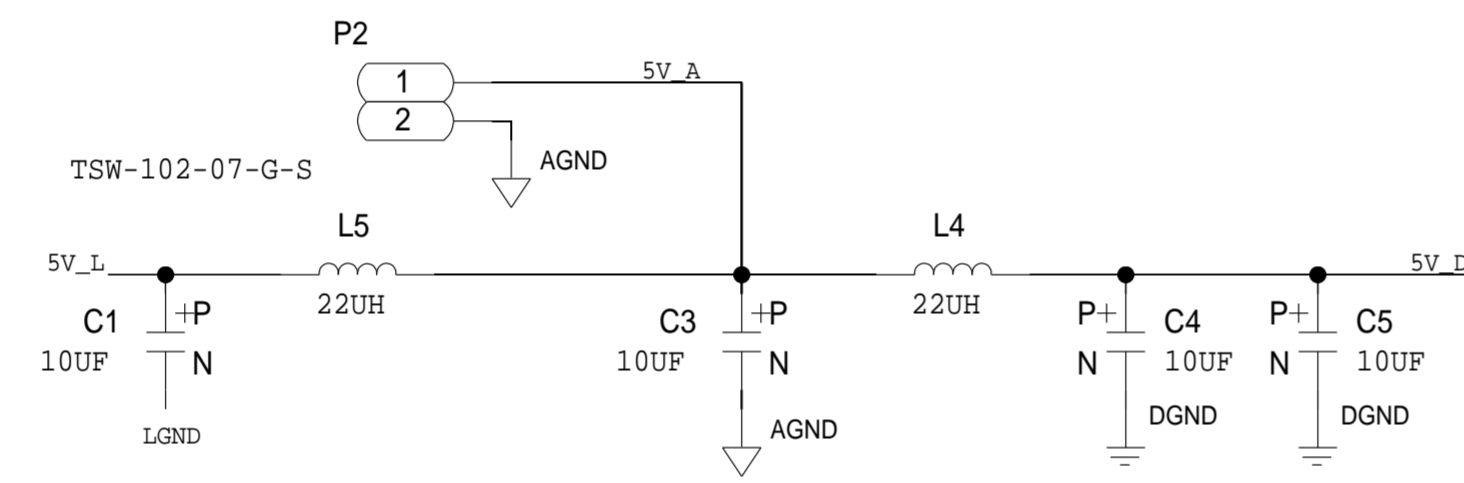 P2
1
5V_A
2
AGND
TSW-102-07-G-S
L5
L4
5V_L
5V_D
22UH
22UH
+P
C1
10UF
N
LGND
+P
C3
10UF
N
AGND
P+
C4
N
10UF
DGND
P+
C5
N
10UF
DGND